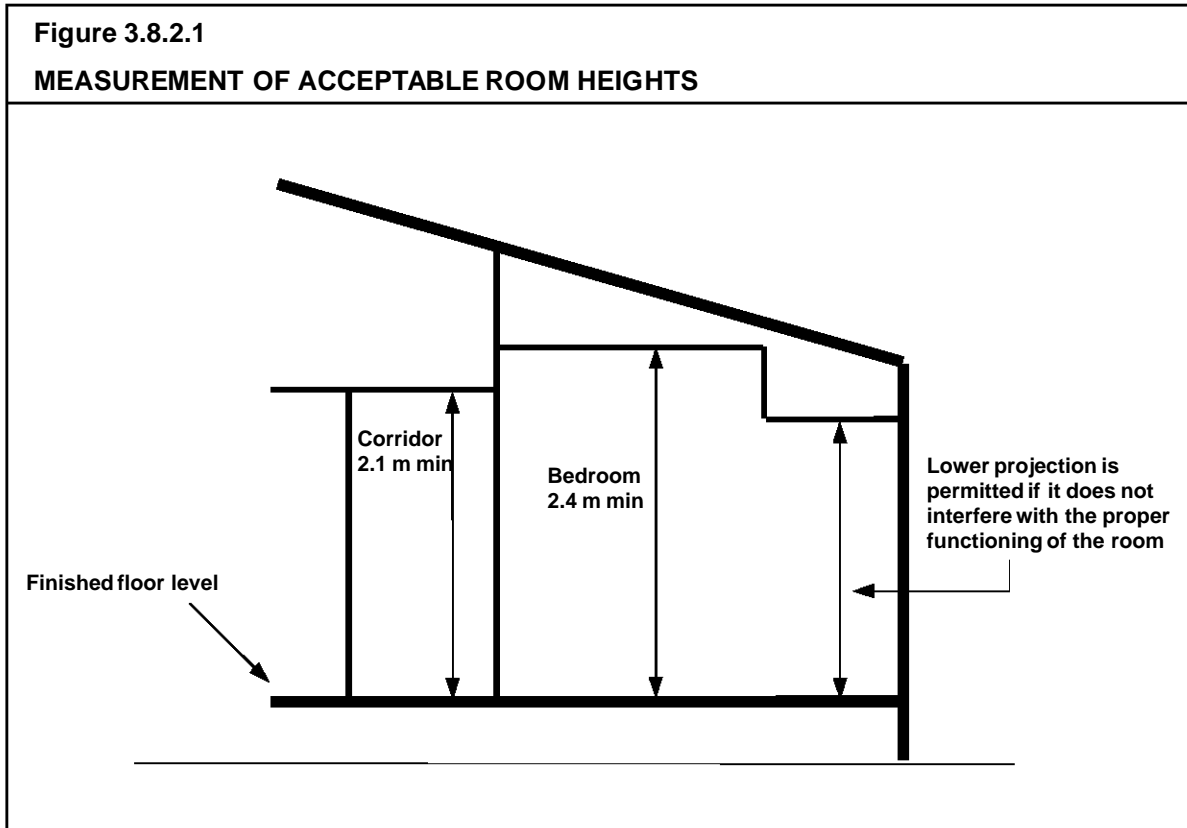 Figure 3.8.2.1
MEASUREMENT OF ACCEPTABLE ROOM HEIGHTS
Corridor
2.1 m min
Bedroom
2.4 m min
Lower projection is
permitted if it does not
interfere with the proper
functioning of the room
Finished floor level